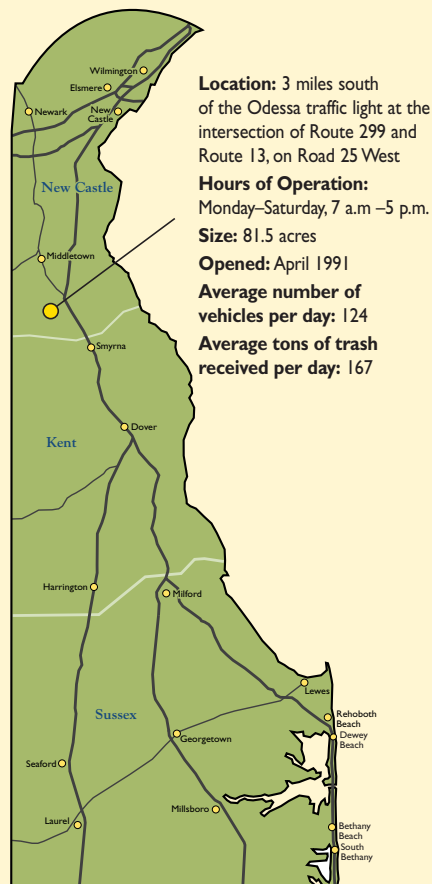 Wilmington
Elsmere
Newark
New
Castle
New Castle
Middletown
Smyrna
Kent
Dover
Harrington
Milford
Lewes
Sussex
Rehoboth
Beach
Dewey
Beach
Georgetown
Seaford
Millsboro
Laurel
Bethany
Beach
South
Bethany
Location: 3 miles south
of the Odessa traffic light at the
intersection of Route 299 and
Route 13, on Road 25 West
Hours of Operation:
Monday–Saturday, 7 a.m –5 p.m.
Size: 81.5 acres
Opened: April 1991
Average number of
vehicles per day: 124
Average tons of trash
received per day: 167